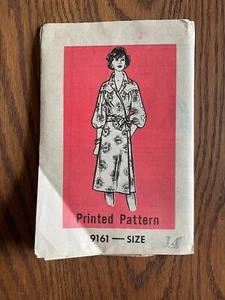 Printed Pattern
9161 — SIZE 14